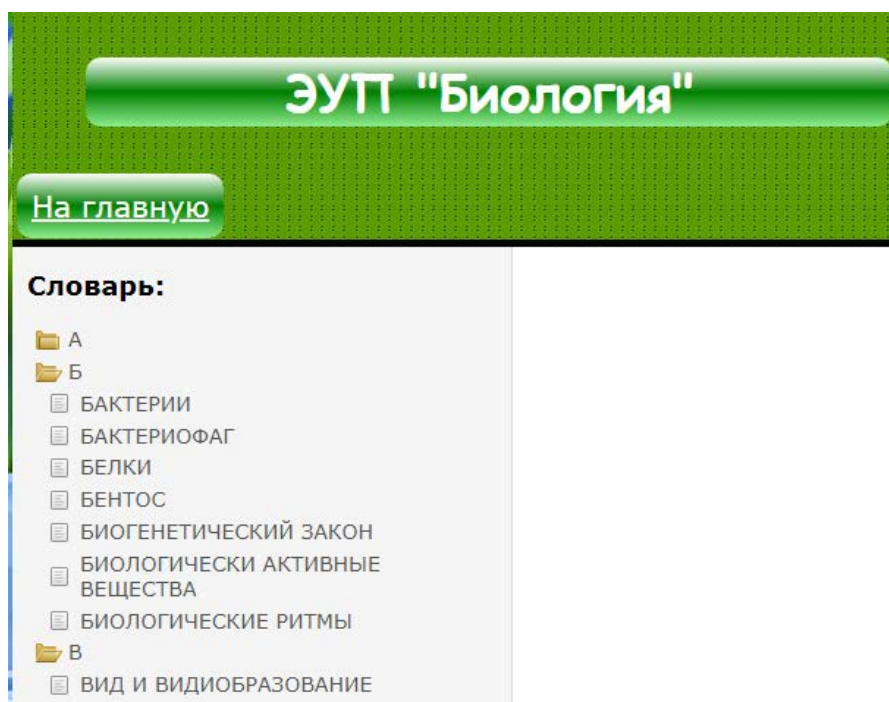 ЭУП "Биология"
На главную
Словарь:
А
Б
БАКТЕРИИ
БАКТЕРИОФАГ
БЕЛКИ
БЕНТОС
БИОГЕНЕТИЧЕСКИЙ ЗАКОН
БИОЛОГИЧЕСКИ АКТИВНЫЕ
ВЕЩЕСТВА
БИОЛОГИЧЕСКИЕ РИТМЫ
В
ВИД И ВИДИОБРАЗОВАНИЕ